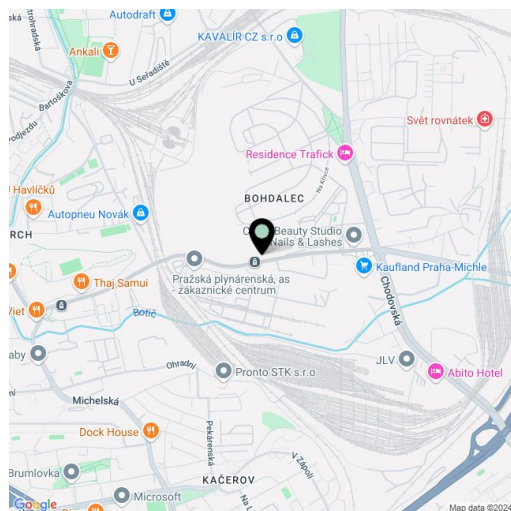 Autodraft
KAVALÍR CZ s.r.o
Ankali
U Seřadiště
Bartoškova
Svět rovnátek
Residence Trafick
Na Křivce
U Havlíčků
BOHDALEC
Autopneu Novák
Beauty Studio
Nails & Lashes
Pražská plynárenská, as
- zákaznické centrum
Kaufland Praha-Michle
Thaj Samui
Chodovská
Viet
Botič
Ohradní
Pronto STK s.r.o
JLV
Abito Hotel
Michelská
Dock House
Pekárenská
V Zápolí
Brumlovka
KAČEROV
Microsoft
Google
Map data ©2024